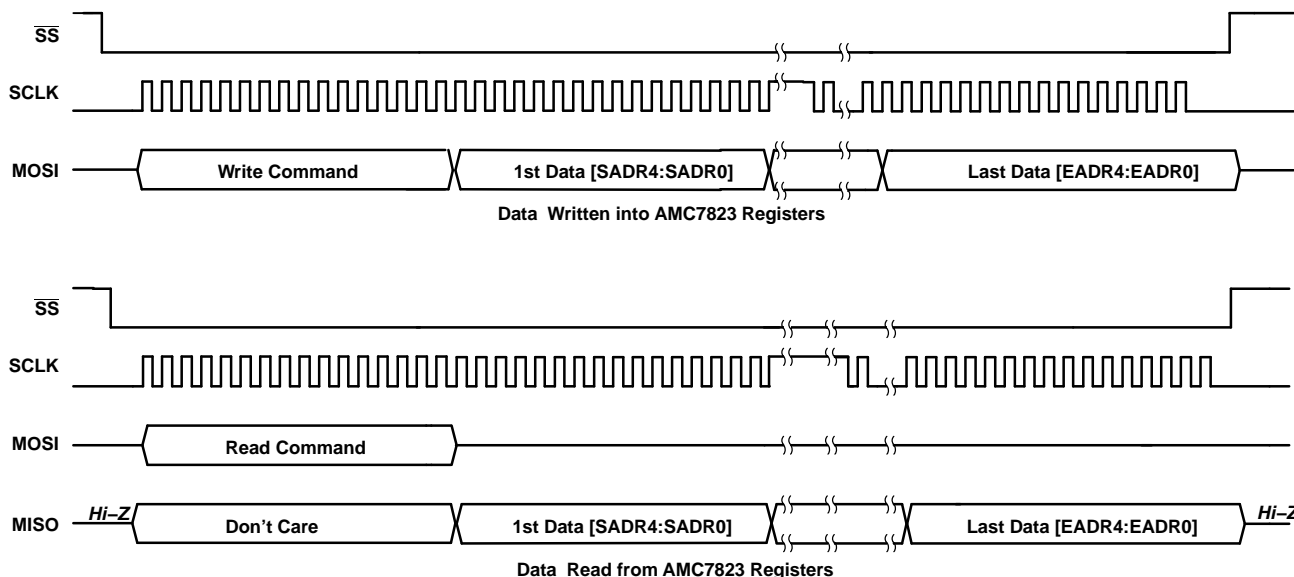 SS
SCLK
MOSI
Write Command
1st Data [SADR4:SADR0]
Last Data [EADR4:EADR0]
Data Written into AMC7823 Registers
SS
SCLK
MOSI
Read Command
MISO
Hi–Z
Don't Care
1st Data [SADR4:SADR0]
Last Data [EADR4:EADR0]
Hi–Z
Data Read from AMC7823 Registers